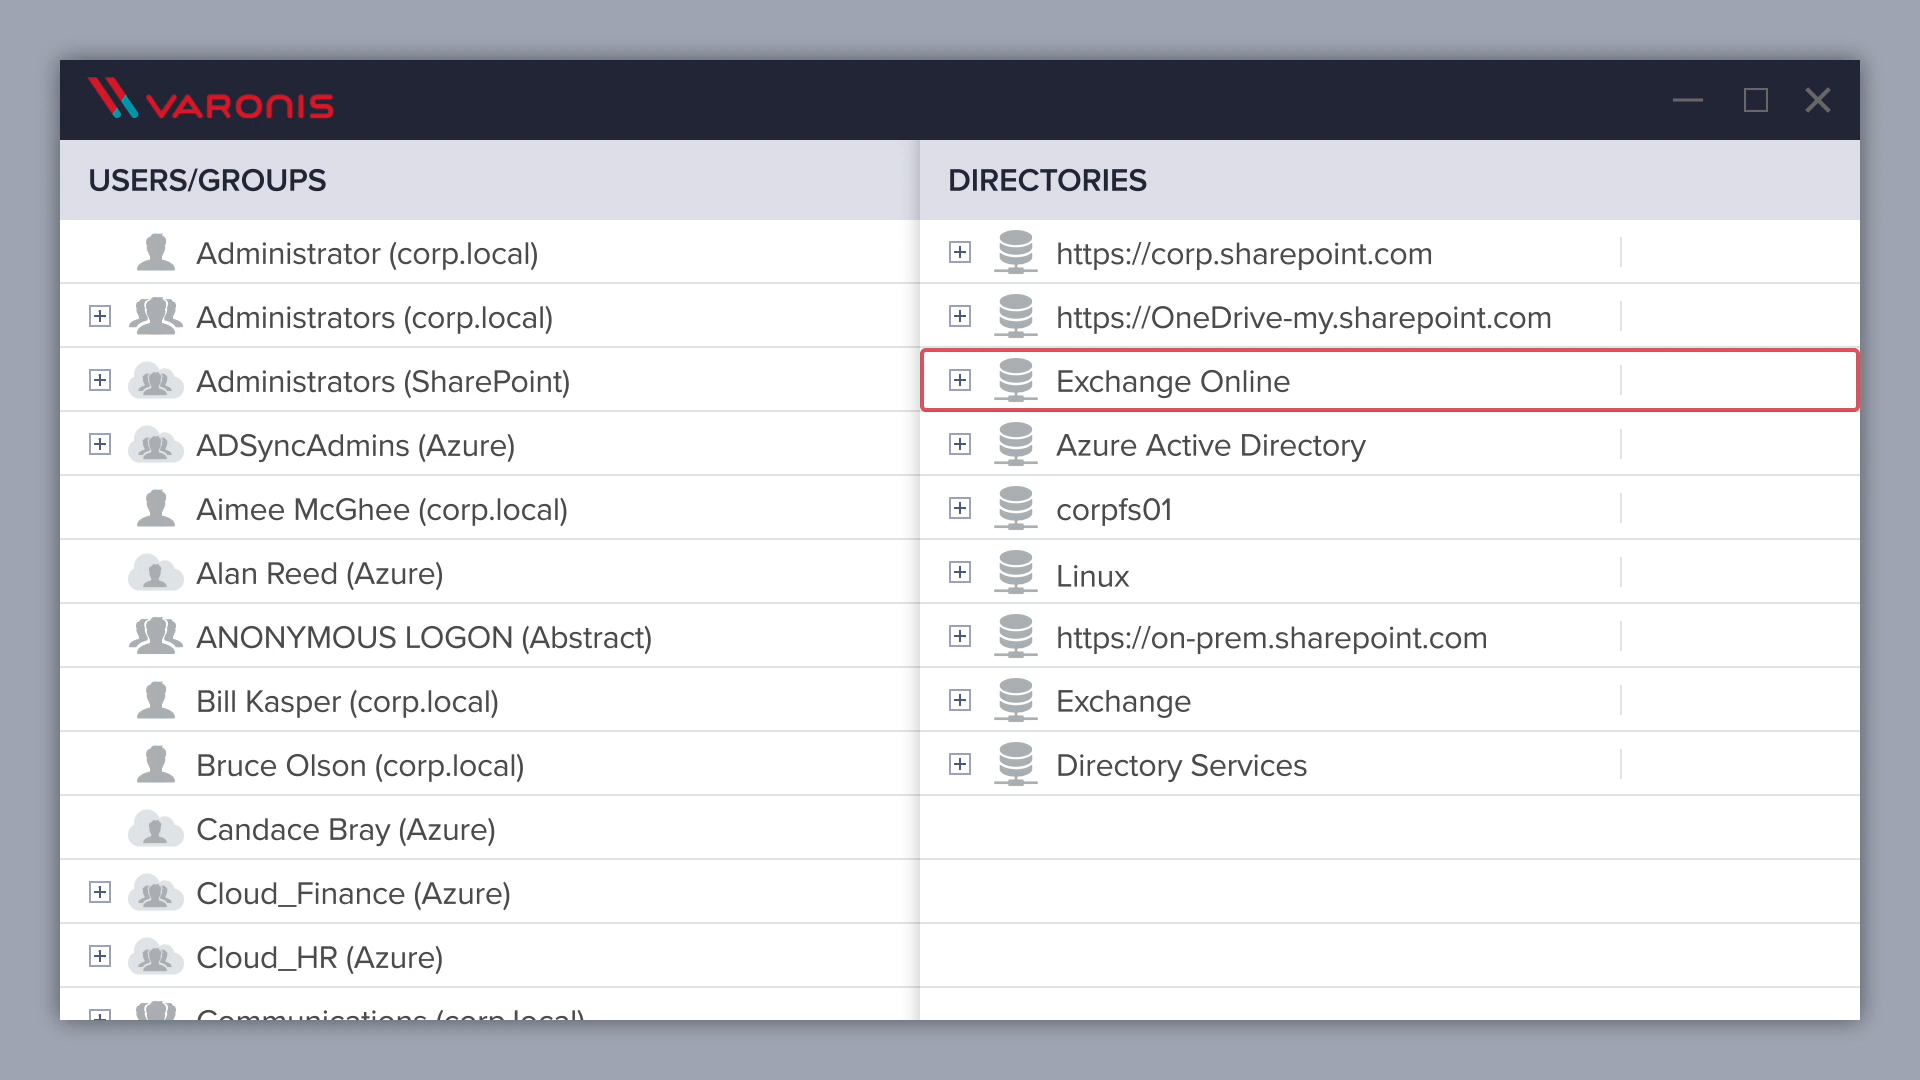 VARONIS
USERS/GROUPS
Administrator (corp.local)
Administrators (corp.local)
Administrators (SharePoint)
ADSyncAdmins (Azure)
Aimee McGhee (corp.local)
Alan Reed (Azure)
ANONYMOUS LOGON (Abstract)
Bill Kasper (corp.local)
Bruce Olson (corp.local)
Candace Bray (Azure)
Cloud_Finance (Azure)
Cloud_HR (Azure)
Communications (corp.local)
DIRECTORIES
https://corp.sharepoint.com
https://OneDrive-my.sharepoint.com
Exchange Online
Azure Active Directory
corpfs01
Linux
https://on-prem.sharepoint.com
Exchange
Directory Services